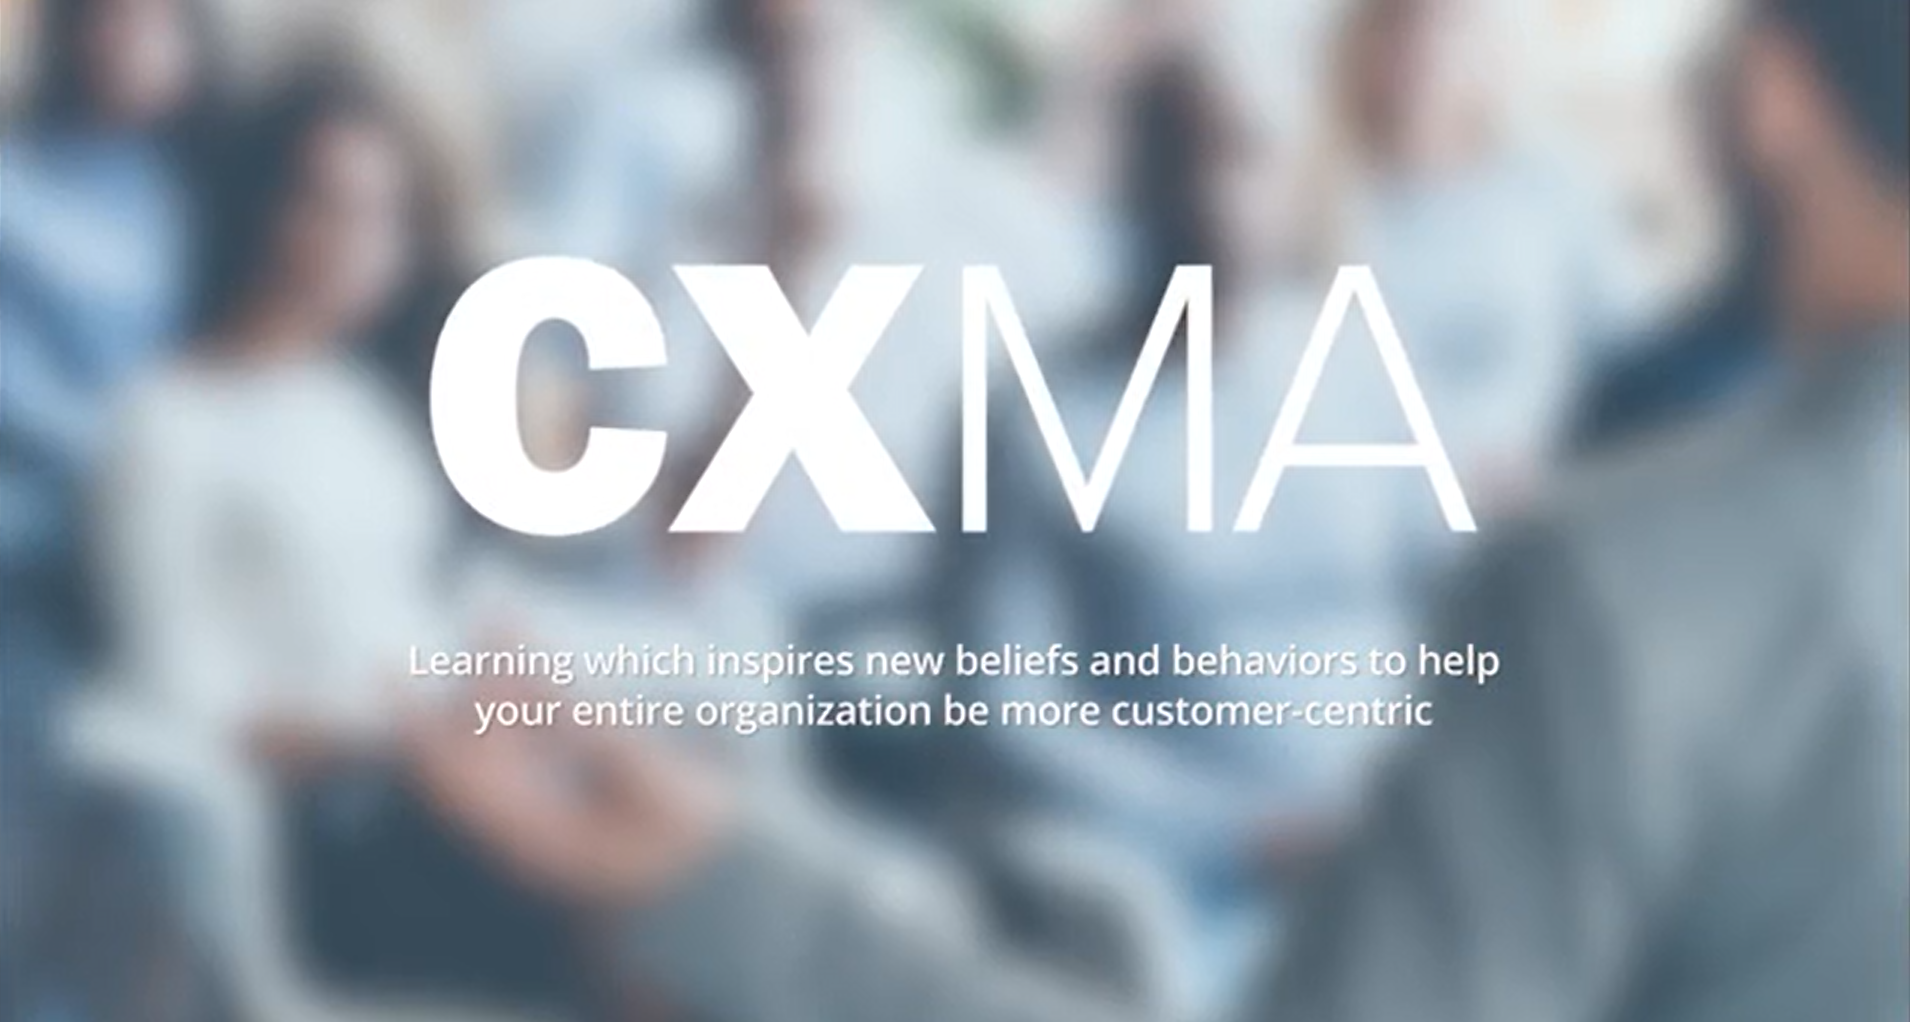 CXMA
Learning which inspires new beliefs and behaviors to help
your entire organization be more customer-centric